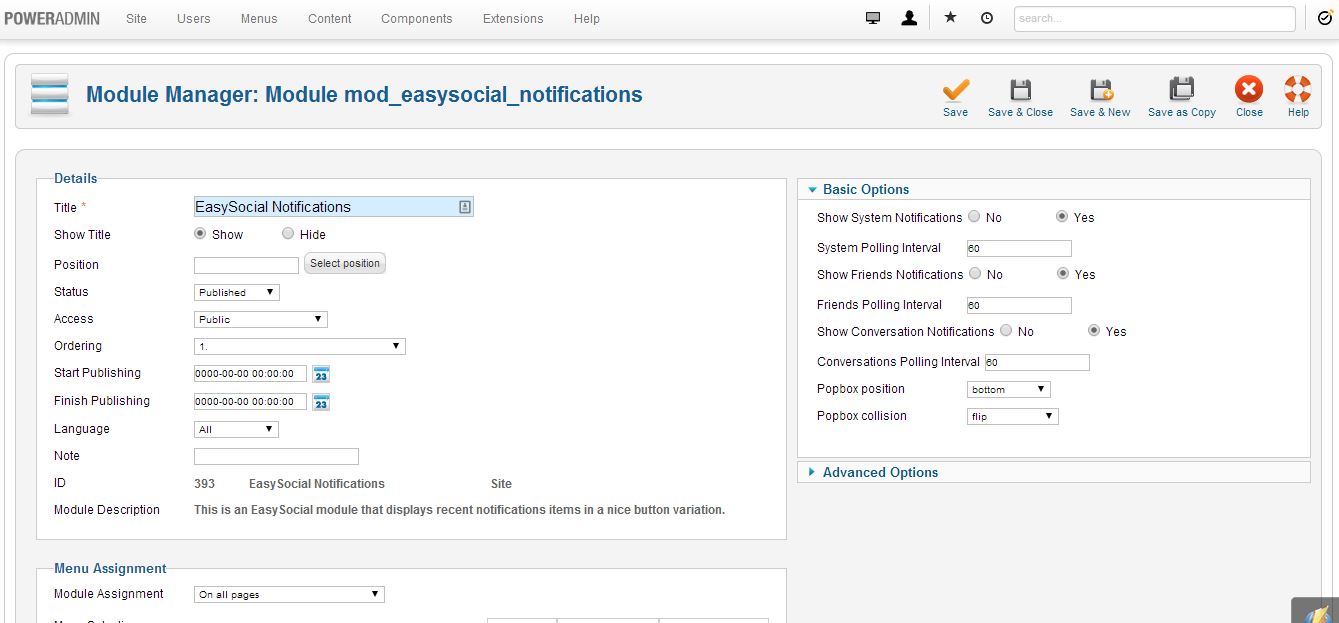 POWERADMIN Site Users Menus Content Components Extensions Help search...
Module Manager: Module mod_easysocial_notifications
Save Save & Close Save & New Save as Copy Close Help
Details
Title * EasySocial Notifications
Show Title Show Hide
Position Select position
Status Published
Access Public
Ordering 1.
Start Publishing 0000-00-00 00:00:00 23
Finish Publishing 0000-00-00 00:00:00 23
Language All
Note
ID 393 EasySocial Notifications Site
Module Description This is an EasySocial module that displays recent notifications items in a nice button variation.
Menu Assignment
Module Assignment On all pages
Basic Options
Show System Notifications No Yes
System Polling Interval 60
Show Friends Notifications No Yes
Friends Polling Interval 60
Show Conversation Notifications No Yes
Conversations Polling Interval 60
Popbox position bottom
Popbox collision flip
Advanced Options